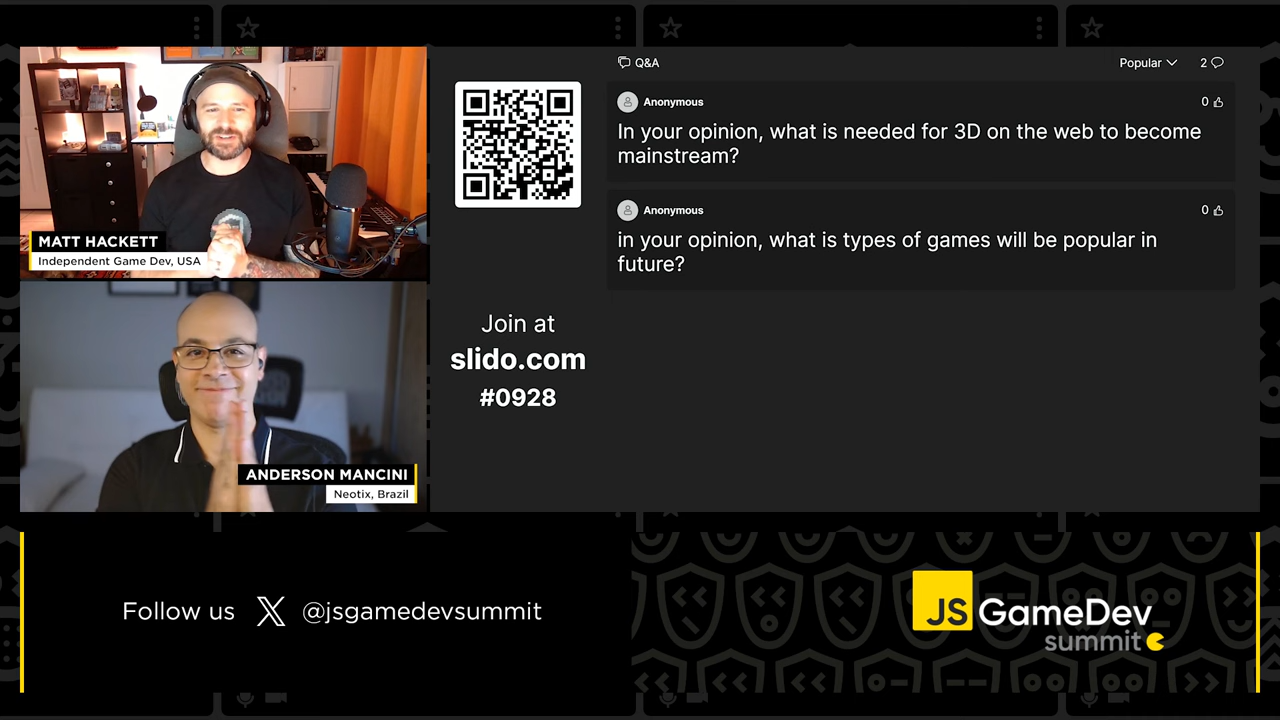 MATT HACKETT
Independent Game Dev, USA
ANDERSON MANCINI
Neotix, Brazil
Join at
slido.com
#0928
Q&A
Popular
2
Anonymous
0
In your opinion, what is needed for 3D on the web to become
mainstream?
Anonymous
0
in your opinion, what is types of games will be popular in
future?
Follow us X @jsgamedevsummit
JS GameDev
summit